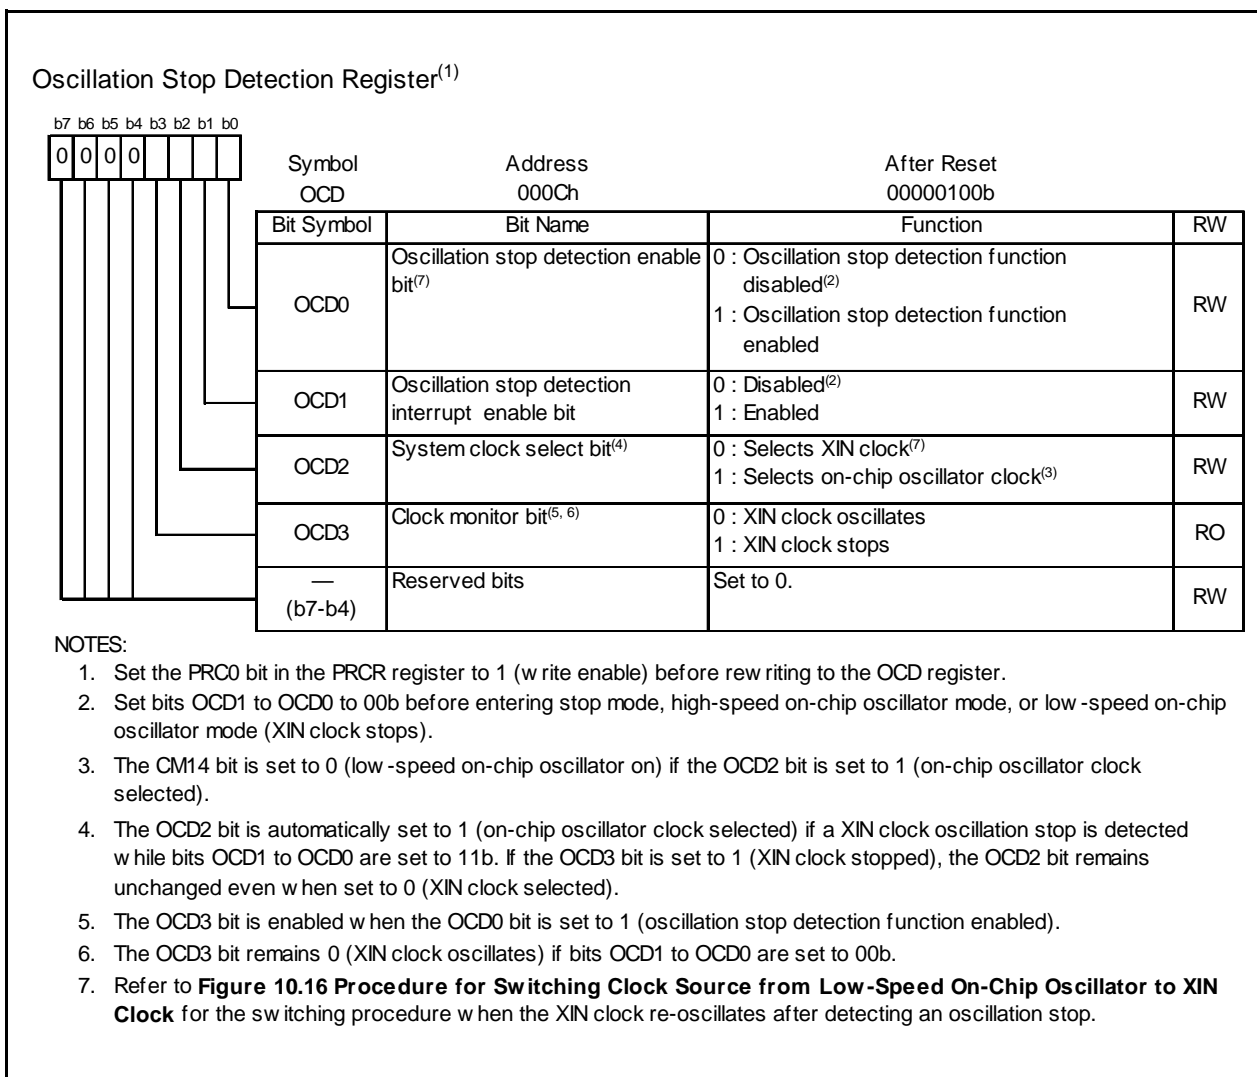 Oscillation Stop Detection Register(1)
b7 b6 b5 b4 b3 b2 b1 b0
0 0 0 0
Symbol Address After Reset
OCD 000Ch 00000100b
Bit Symbol Bit Name Function RW
OCD0 Oscillation stop detection enable bit(7) 0 : Oscillation stop detection function disabled(2) 1 : Oscillation stop detection function enabled RW
OCD1 Oscillation stop detection interrupt enable bit 0 : Disabled(2) 1 : Enabled RW
OCD2 System clock select bit(4) 0 : Selects XIN clock(7) 1 : Selects on-chip oscillator clock(3) RW
OCD3 Clock monitor bit(5, 6) 0 : XIN clock oscillates 1 : XIN clock stops RO
— (b7-b4) Reserved bits Set to 0. RW
NOTES:
1. Set the PRC0 bit in the PRCR register to 1 (write enable) before rewriting to the OCD register.
2. Set bits OCD1 to OCD0 to 00b before entering stop mode, high-speed on-chip oscillator mode, or low-speed on-chip
oscillator mode (XIN clock stops).
3. The CM14 bit is set to 0 (low-speed on-chip oscillator on) if the OCD2 bit is set to 1 (on-chip oscillator clock
selected).
4. The OCD2 bit is automatically set to 1 (on-chip oscillator clock selected) if a XIN clock oscillation stop is detected
while bits OCD1 to OCD0 are set to 11b. If the OCD3 bit is set to 1 (XIN clock stopped), the OCD2 bit remains
unchanged even when set to 0 (XIN clock selected).
5. The OCD3 bit is enabled when the OCD0 bit is set to 1 (oscillation stop detection function enabled).
6. The OCD3 bit remains 0 (XIN clock oscillates) if bits OCD1 to OCD0 are set to 00b.
7. Refer to Figure 10.16 Procedure for Switching Clock Source from Low-Speed On-Chip Oscillator to XIN
Clock for the switching procedure when the XIN clock re-oscillates after detecting an oscillation stop.